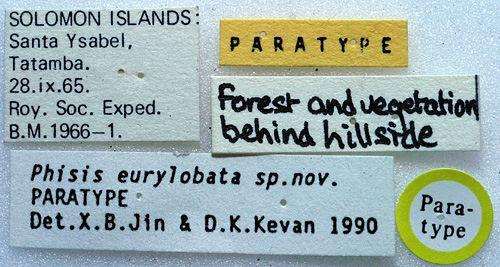 SOLOMON ISLANDS:
Santa Ysabel,
Tatamba.
28.ix.65.
Roy. Soc. Exped.
B.M.1966–1.
PARATYPE
Forest and vegetation
behind hillside
Phisis eurylobata sp.nov.
PARATYPE
Det.X.B.Jin & D.K.Kevan 1990
Para-
type